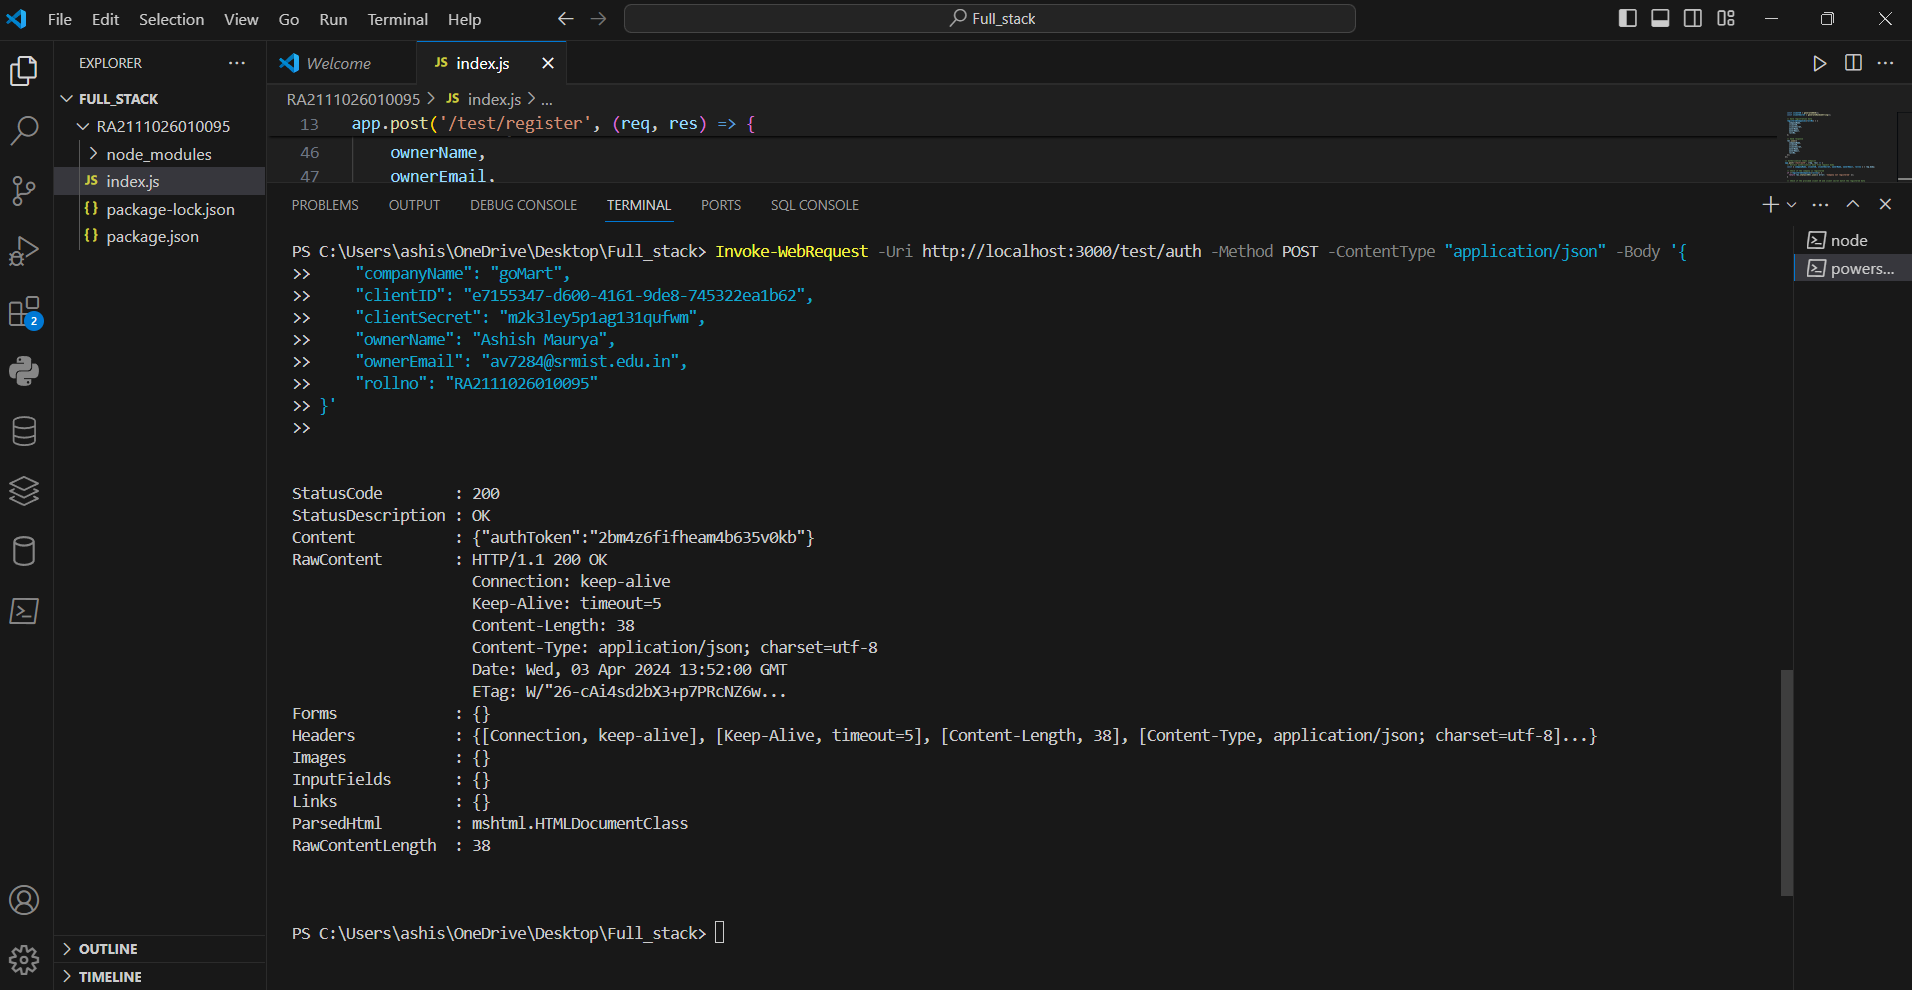 File Edit Selection View Go Run Terminal Help
Full_stack
EXPLORER
FULL_STACK
RA2111026010095
node_modules
JS index.js
{} package-lock.json
{} package.json
2
OUTLINE
TIMELINE
Welcome
JS index.js
RA2111026010095 > JS index.js > ...
13 app.post('/test/register', (req, res) => {
46 ownerName,
47 ownerEmail,
PROBLEMS OUTPUT DEBUG CONSOLE TERMINAL PORTS SQL CONSOLE
node
powers...
PS C:\Users\ashis\OneDrive\Desktop\Full_stack> Invoke-WebRequest -Uri http://localhost:3000/test/auth -Method POST -ContentType "application/json" -Body '{
>> "companyName": "goMart",
>> "clientID": "e7155347-d600-4161-9de8-745322ea1b62",
>> "clientSecret": "m2k3ley5p1ag131qufwm",
>> "ownerName": "Ashish Maurya",
>> "ownerEmail": "av7284@srmist.edu.in",
>> "rollno": "RA2111026010095"
>> }'
>>
StatusCode : 200
StatusDescription : OK
Content : {"authToken":"2bm4z6fifheam4b635v0kb"}
RawContent : HTTP/1.1 200 OK
Connection: keep-alive
Keep-Alive: timeout=5
Content-Length: 38
Content-Type: application/json; charset=utf-8
Date: Wed, 03 Apr 2024 13:52:00 GMT
ETag: W/"26-cAi4sd2bX3+p7PRcNZ6w...
Forms : {}
Headers : {[Connection, keep-alive], [Keep-Alive, timeout=5], [Content-Length, 38], [Content-Type, application/json; charset=utf-8]...}
Images : {}
InputFields : {}
Links : {}
ParsedHtml : mshtml.HTMLDocumentClass
RawContentLength : 38
PS C:\Users\ashis\OneDrive\Desktop\Full_stack>